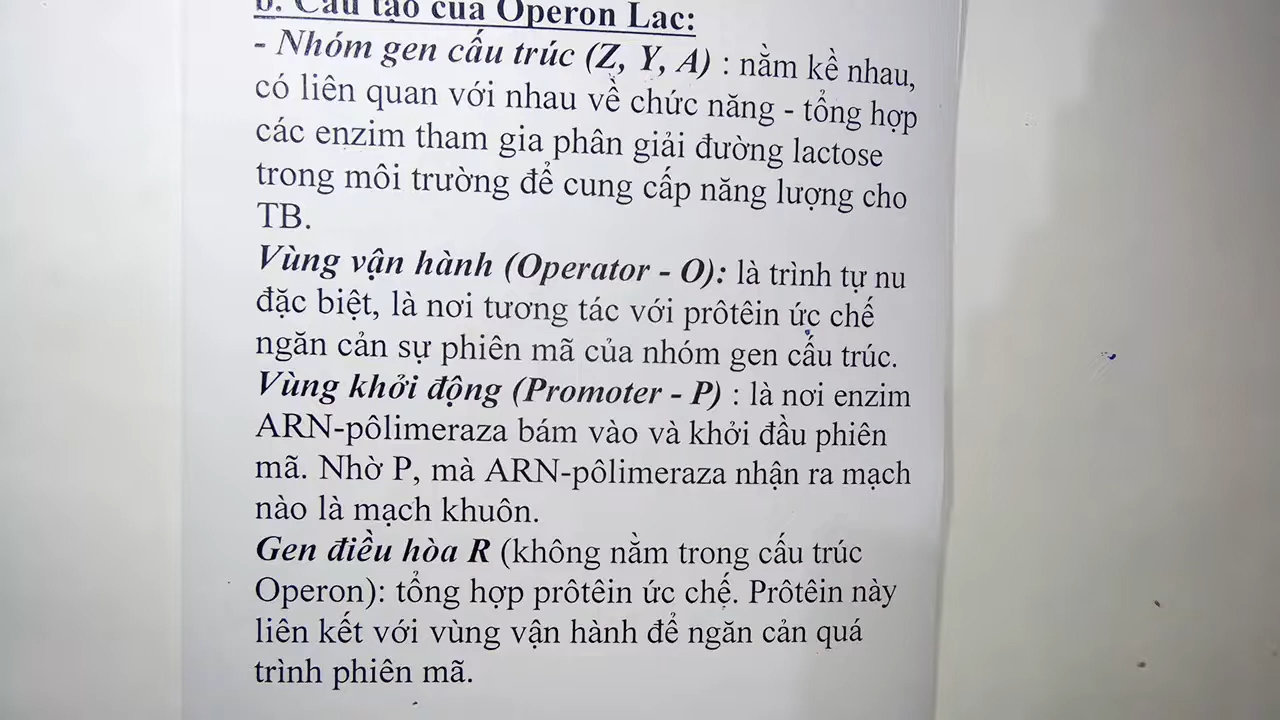 b. Cấu tạo của Operon Lac:
- Nhóm gen cấu trúc (Z, Y, A) : nằm kề nhau,
có liên quan với nhau về chức năng - tổng hợp
các enzim tham gia phân giải đường lactose
trong môi trường để cung cấp năng lượng cho
TB.
Vùng vận hành (Operator - O): là trình tự nu
đặc biệt, là nơi tương tác với prôtêin ức chế
ngăn cản sự phiên mã của nhóm gen cấu trúc.
Vùng khởi động (Promoter - P) : là nơi enzim
ARN-pôlimeraza bám vào và khởi đầu phiên
mã. Nhờ P, mà ARN-pôlimeraza nhận ra mạch
nào là mạch khuôn.
Gen điều hòa R (không nằm trong cấu trúc
Operon): tổng hợp prôtêin ức chế. Prôtêin này
liên kết với vùng vận hành để ngăn cản quá
trình phiên mã.